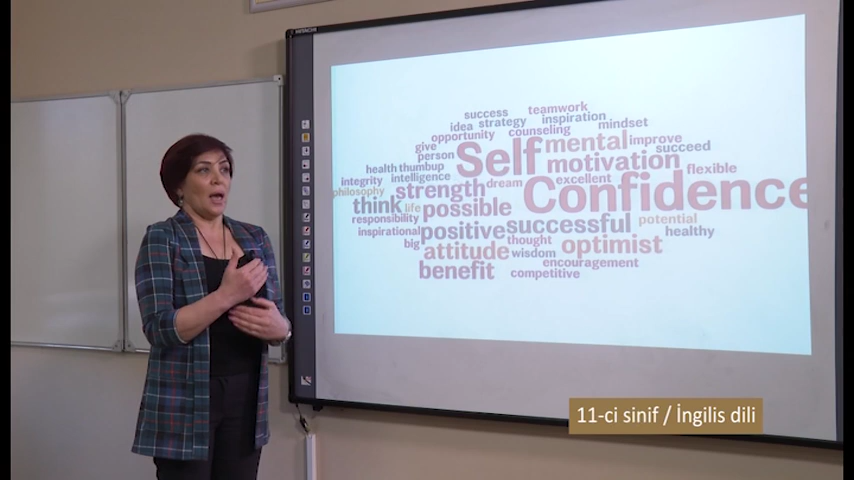 HITACHI
success teamwork
idea strategy inspiration
opportunity counseling mindset
give Self mental improve
person motivation succeed
health thumbup excellent flexible
integrity intelligence dream Confidence
philosophy strength
think life possible
responsibility successful potential
inspirational positive healthy
big thought optimist
attitude wisdom encouragement
benefit competitive
11-ci sinif / İngilis dili